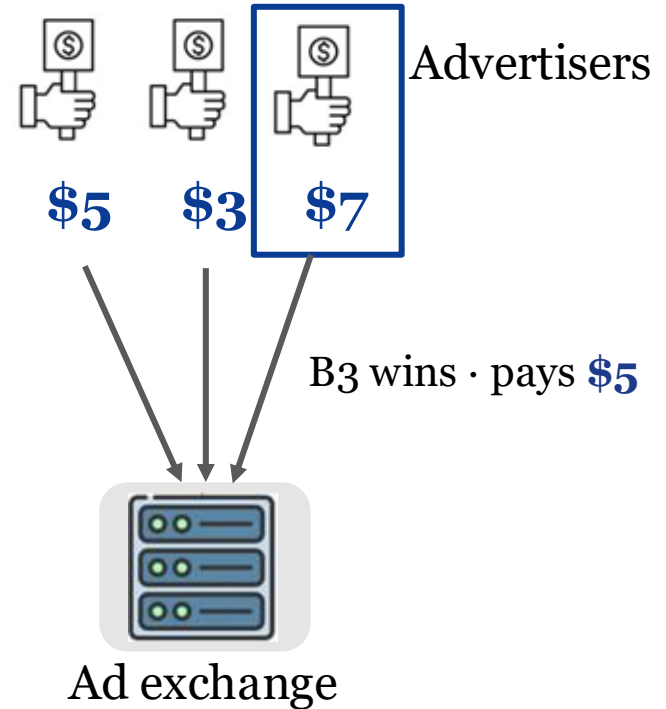 $ $ $
Advertisers
$5 $3 $7
B3 wins · pays $5
Ad exchange